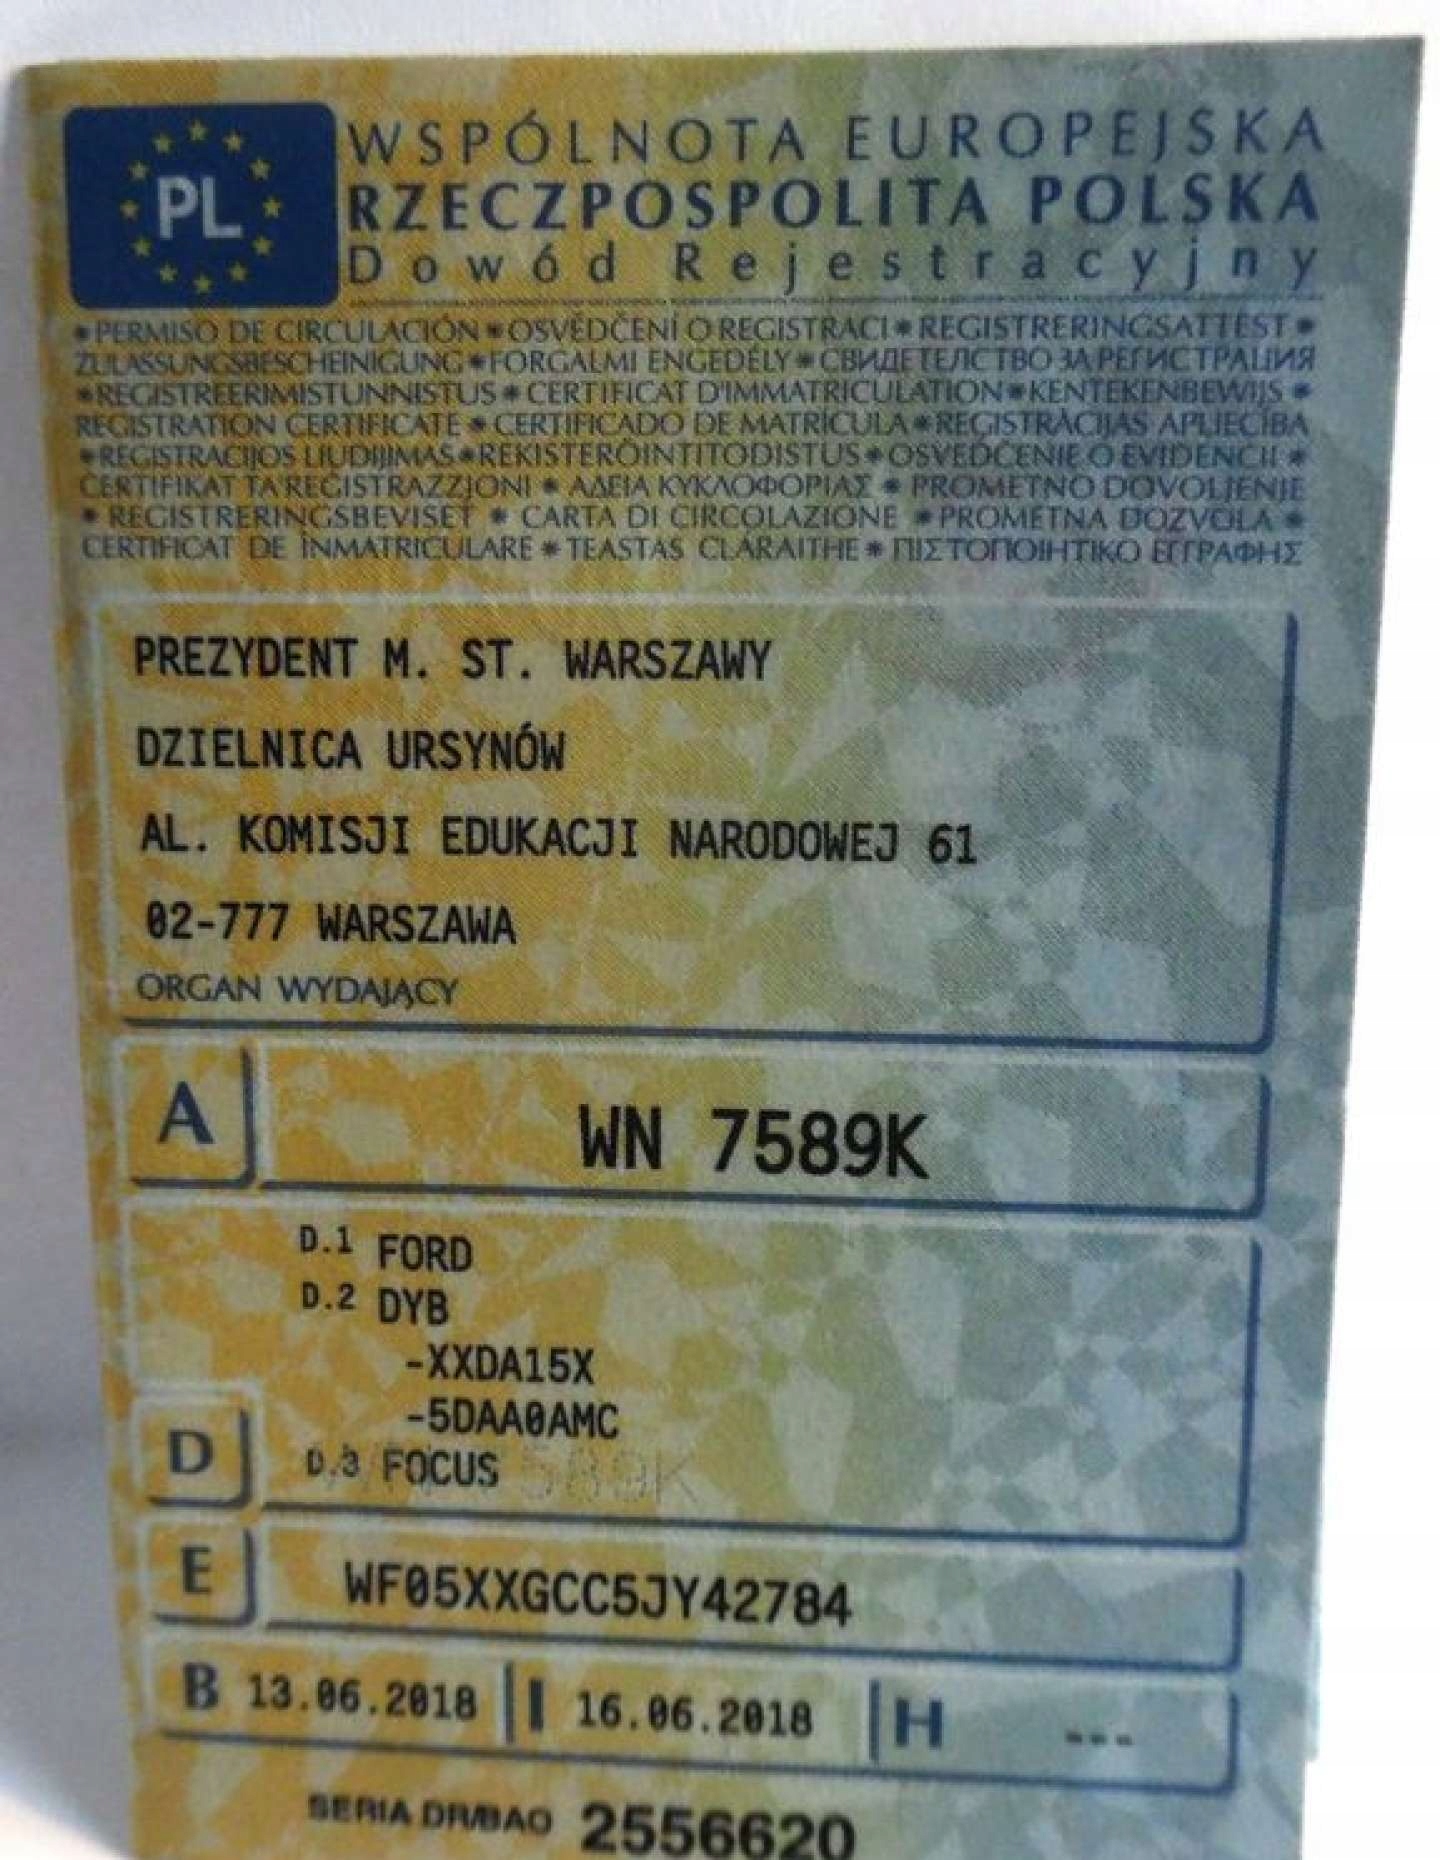 PL
WSPÓLNOTA EUROPEJSKA
RZECZPOSPOLITA POLSKA
Dowód Rejestracyjny
*PERMISO DE CIRCULACIÓN*OSVĚDČENÍ O REGISTRACI*REGISTRERINGSATTEST*
ZULASSUNGSBESCHEINIGUNG*FORGALMI ENGEDÉLY*СВИДЕТЕЛСТВО ЗА РЕГИСТРАЦИЯ
*REGISTREERIMISTUNNISTUS*CERTIFICAT D'IMMATRICULATION*KENTEKENBEWIJS*
REGISTRATION CERTIFICATE*CERTIFICADO DE MATRÍCULA*REGISTRĀCIJAS APLIECĪBA
*REGISTRACIJOS LIUDIJIMAS*REKISTERÖINTITODISTUS*OSVEDČENIE O EVIDENCII*
CERTIFIKAT TA'REĠISTRAZZJONI*ΑΔΕΙΑ ΚΥΚΛΟΦΟΡΙΑΣ*PROMETNO DOVOLJENJE
*REGISTRERINGSBEVISET*CARTA DI CIRCOLAZIONE*PROMETNA DOZVOLA*
CERTIFICAT DE ÎNMATRICULARE*TEASTAS CLÁRAITHE*ΠΙΣΤΟΠΟΙΗΤΙΚΟ ΕΓΓΡΑΦΗΣ
PREZYDENT M. ST. WARSZAWY
DZIELNICA URSYNÓW
AL. KOMISJI EDUKACJI NARODOWEJ 61
02-777 WARSZAWA
ORGAN WYDAJĄCY
A WN 7589K
D.1 FORD
D.2 DYB
-XXDA15X
-5DAA0AMC
D D.3 FOCUS
E WF05XXGCC5JY42784
B 13.06.2018 I 16.06.2018 H ---
SERIA DR/BAO 2556620